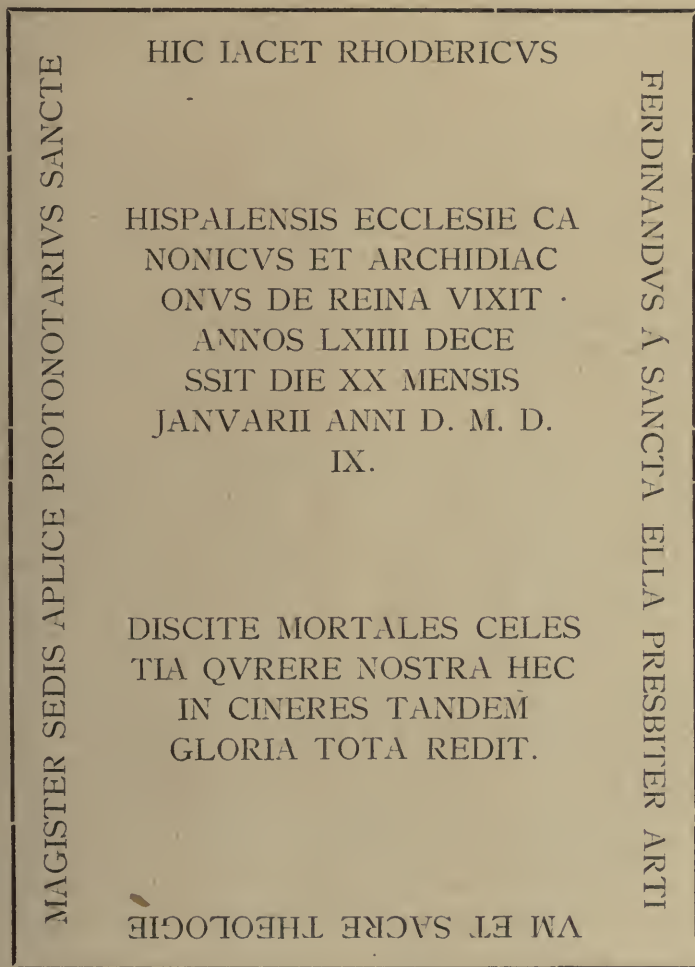 HIC IACET RHODERICVS
FERDINANDVS Á SANCTA ELLA PRESBITER ARTI
VM ET SACRE THEOLOGIE
MAGISTER SEDIS APLICE PROTONOTARIVS SANCTE
HISPALENSIS ECCLESIE CA
NONICVS ET ARCHIDIAC
ONVS DE REINA VIXIT
ANNOS LXIIII DECE
SSIT DIE XX MENSIS
JANVARII ANNI D. M. D.
IX.
DISCITE MORTALES CELES
TIA QVRERE NOSTRA HEC
IN CINERES TANDEM
GLORIA TOTA REDIT.